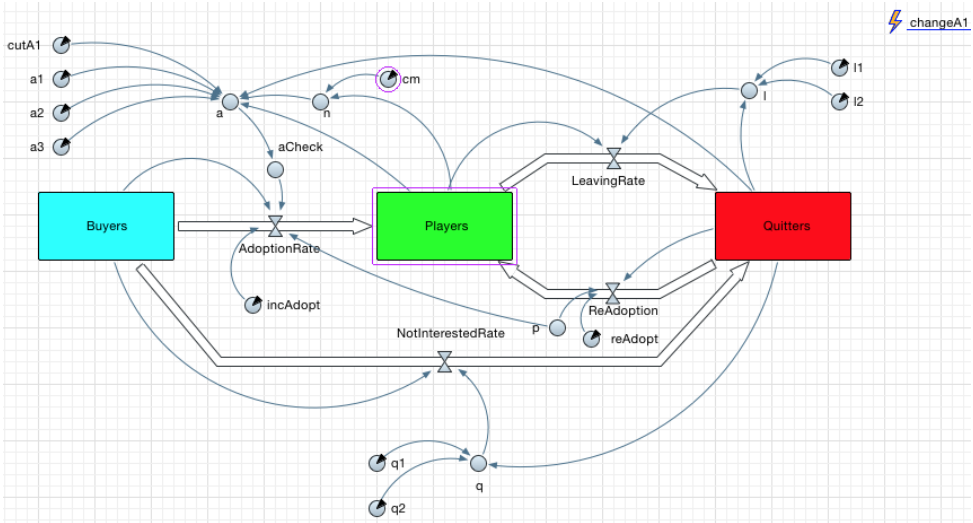 changeA1
cutA1
a1
a2
a3
a
n
cm
l
l1
l2
aCheck
LeavingRate
Buyers
Players
Quitters
AdoptionRate
incAdopt
ReAdoption
p
reAdopt
NotInterestedRate
q1
q
q2